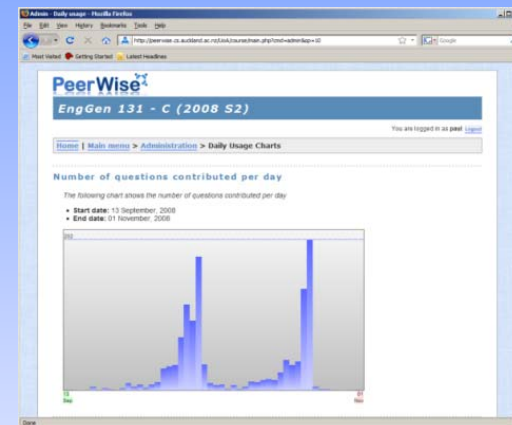 Admin - Daily usage - Mozilla Firefox
File Edit View History Bookmarks Tools Help
Google
Most Visited Getting Started Latest Headlines
PeerWise
EngGen 131 - C (2008 S2)
You are logged in as paul Logout
Home | Main menu > Administration > Daily Usage Charts
Number of questions contributed per day
The following chart shows the number of questions contributed per day
• Start date: 13 September, 2008
• End date: 01 November, 2008
Sep
01
Nov
Done